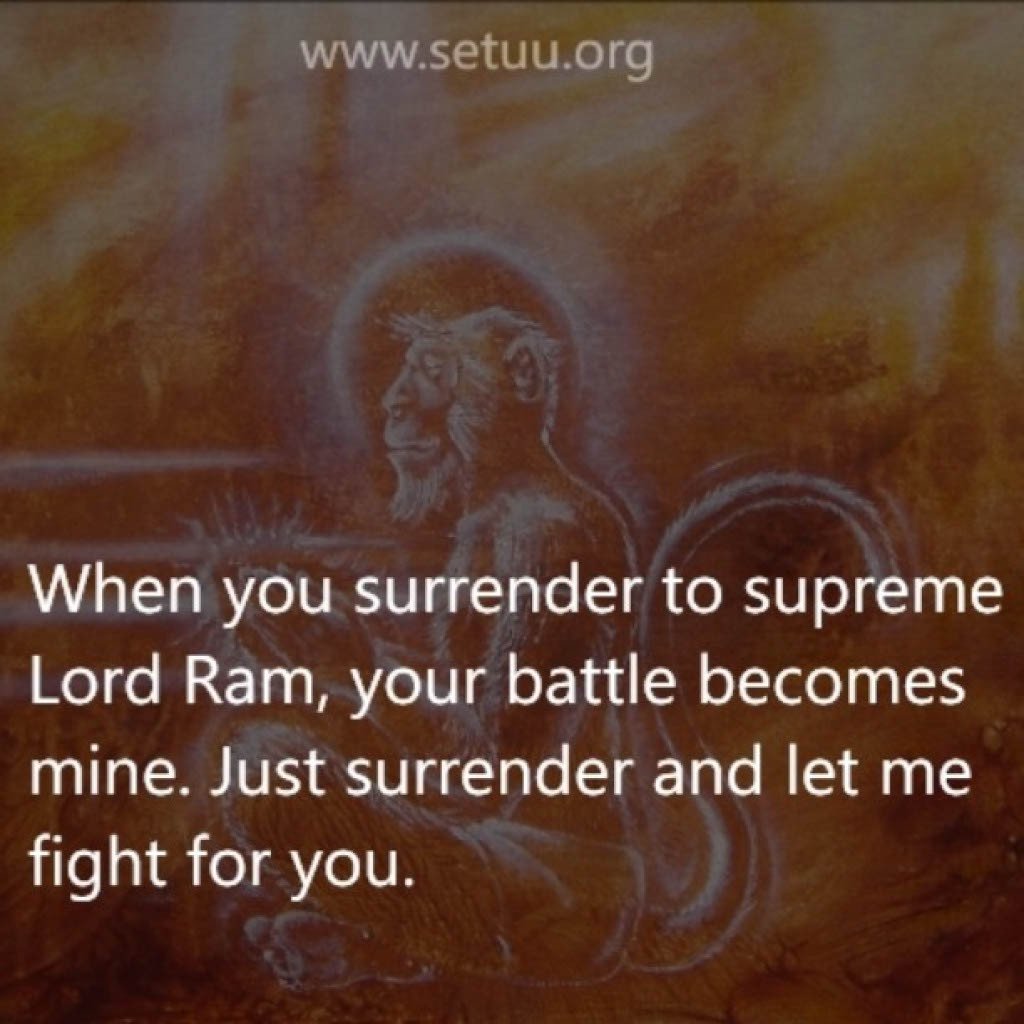 www.setuu.org
When you surrender to supreme
Lord Ram, your battle becomes
mine. Just surrender and let me
fight for you.